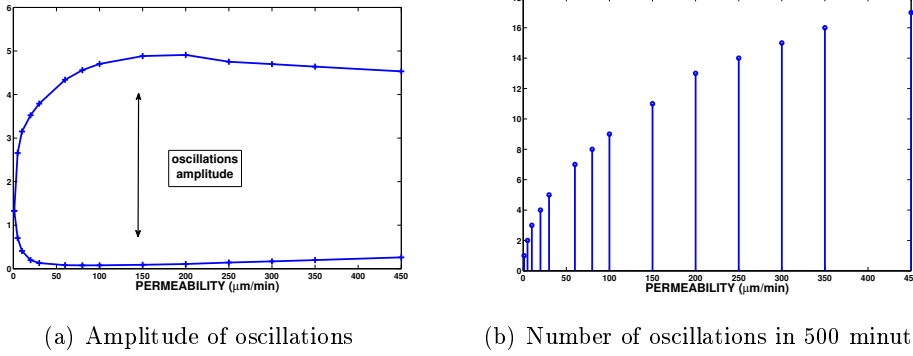 6
5
4
3
2
1
0
0 50 100 150 200 250 300 350 400 450
PERMEABILITY (μm/min)
oscillations
amplitude
(a) Amplitude of oscillations
16
14
12
10
8
6
4
2
0
0 50 100 150 200 250 300 350 400 45
PERMEABILITY (μm/min)
(b) Number of oscillations in 500 minut